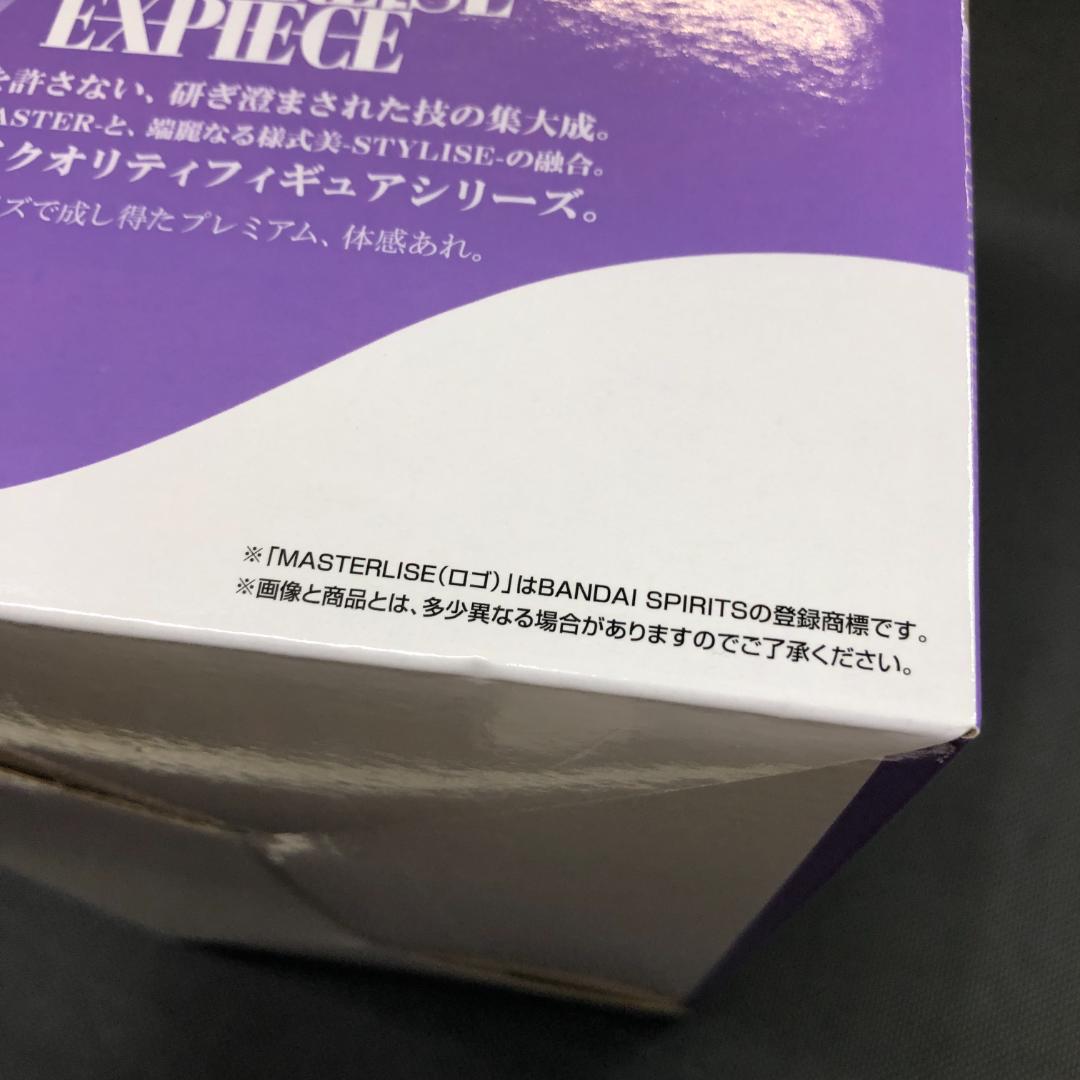 EXPIECE
許さない、研ぎ澄まされた技の集大成。
ASTER-と、端麗なる様式美-STYLISE-の融合。
クオリティフィギュアシリーズ。
ズで成し得たプレミアム、体感あれ。
※「MASTERLISE(ロゴ)」はBANDAI SPIRITSの登録商標です。
※画像と商品とは、多少異なる場合がありますのでご了承ください。